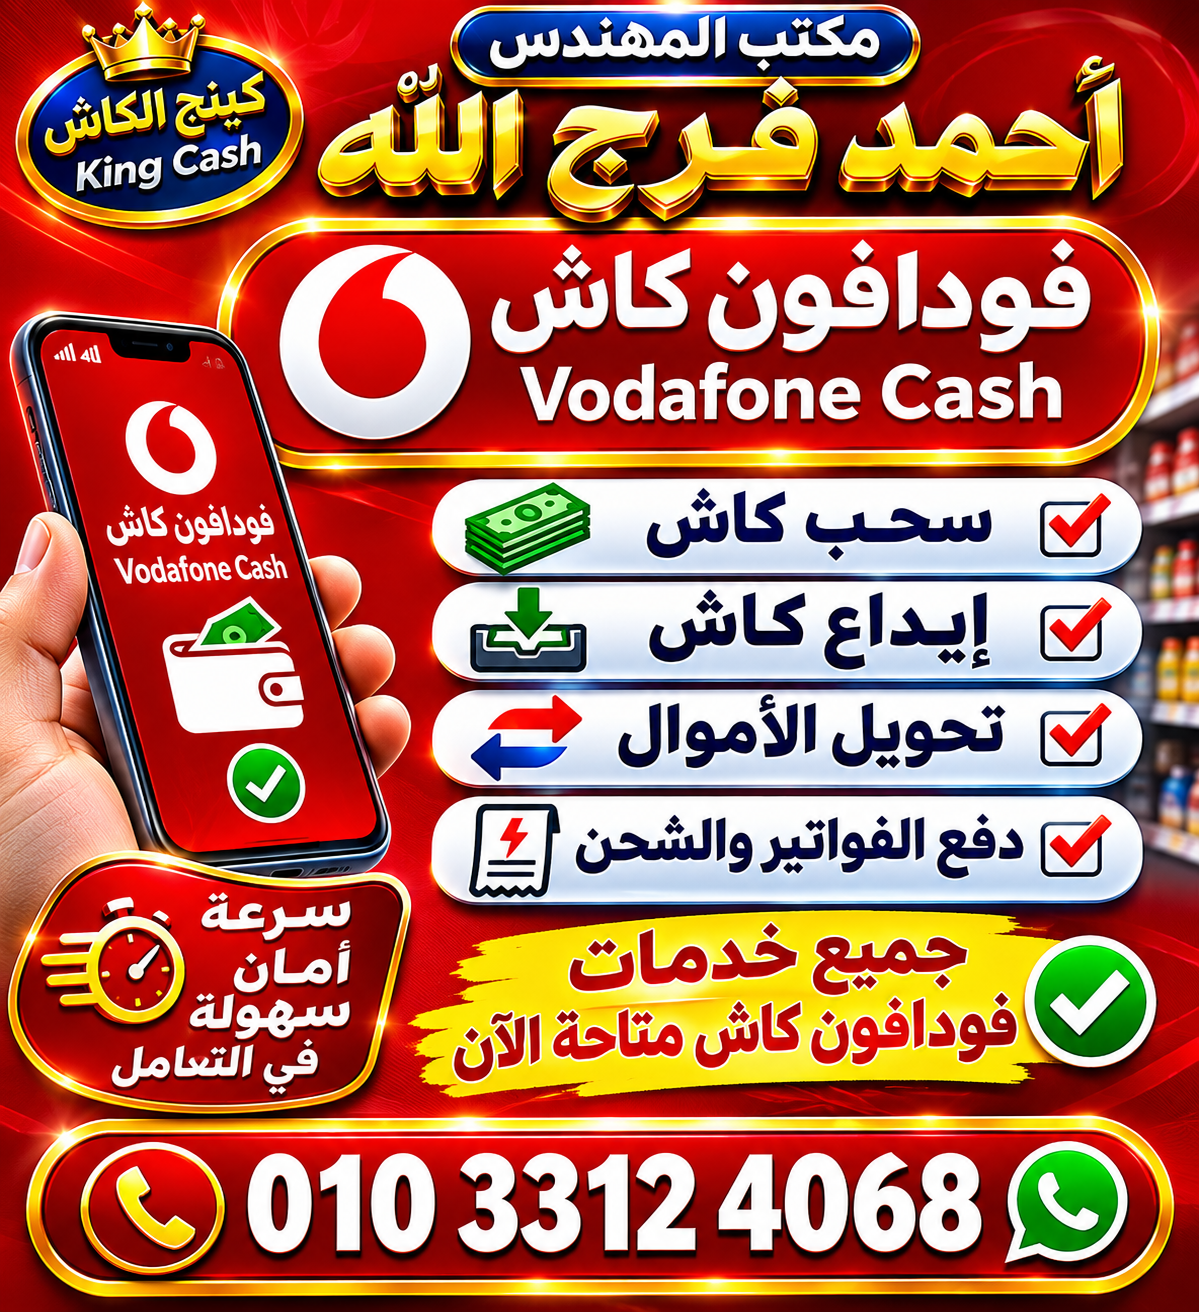 مكتب المهندس
أحمد فرج الله
كينج الكاش
King Cash
فودافون كاش
Vodafone Cash
فودافون كاش
Vodafone Cash
سحب كاش
إيداع كاش
تحويل الأموال
دفع الفواتير والشحن
سرعة
أمان
سهولة
في التعامل
جميع خدمات
فودافون كاش متاحة الآن
010 3312 4068